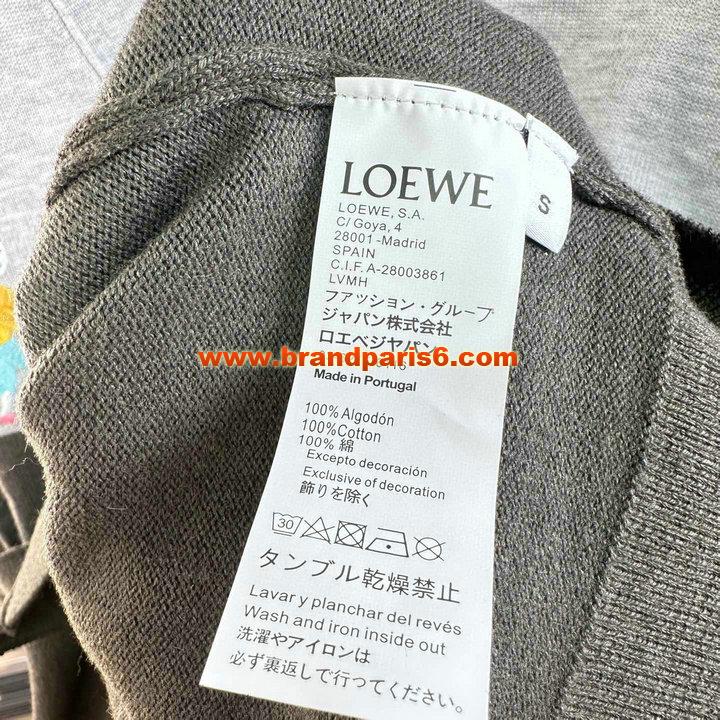 LOEWE
S
LOEWE, S.A.
C/ Goya, 4
28001 -Madrid
SPAIN
C.I.F. A-28003861
LVMH
ファッション・グループ
ジャパン株式会社
ロエベジャパン
www.brandparis6.com
Made in Portugal
100% Algodón
100%Cotton
100% 綿
Excepto decoración
Exclusive of decoration
飾りを除く
30
タンブル乾燥禁止
Lavar y planchar del revés
Wash and iron inside out
洗濯やアイロンは
必ず裏返しで行ってください。